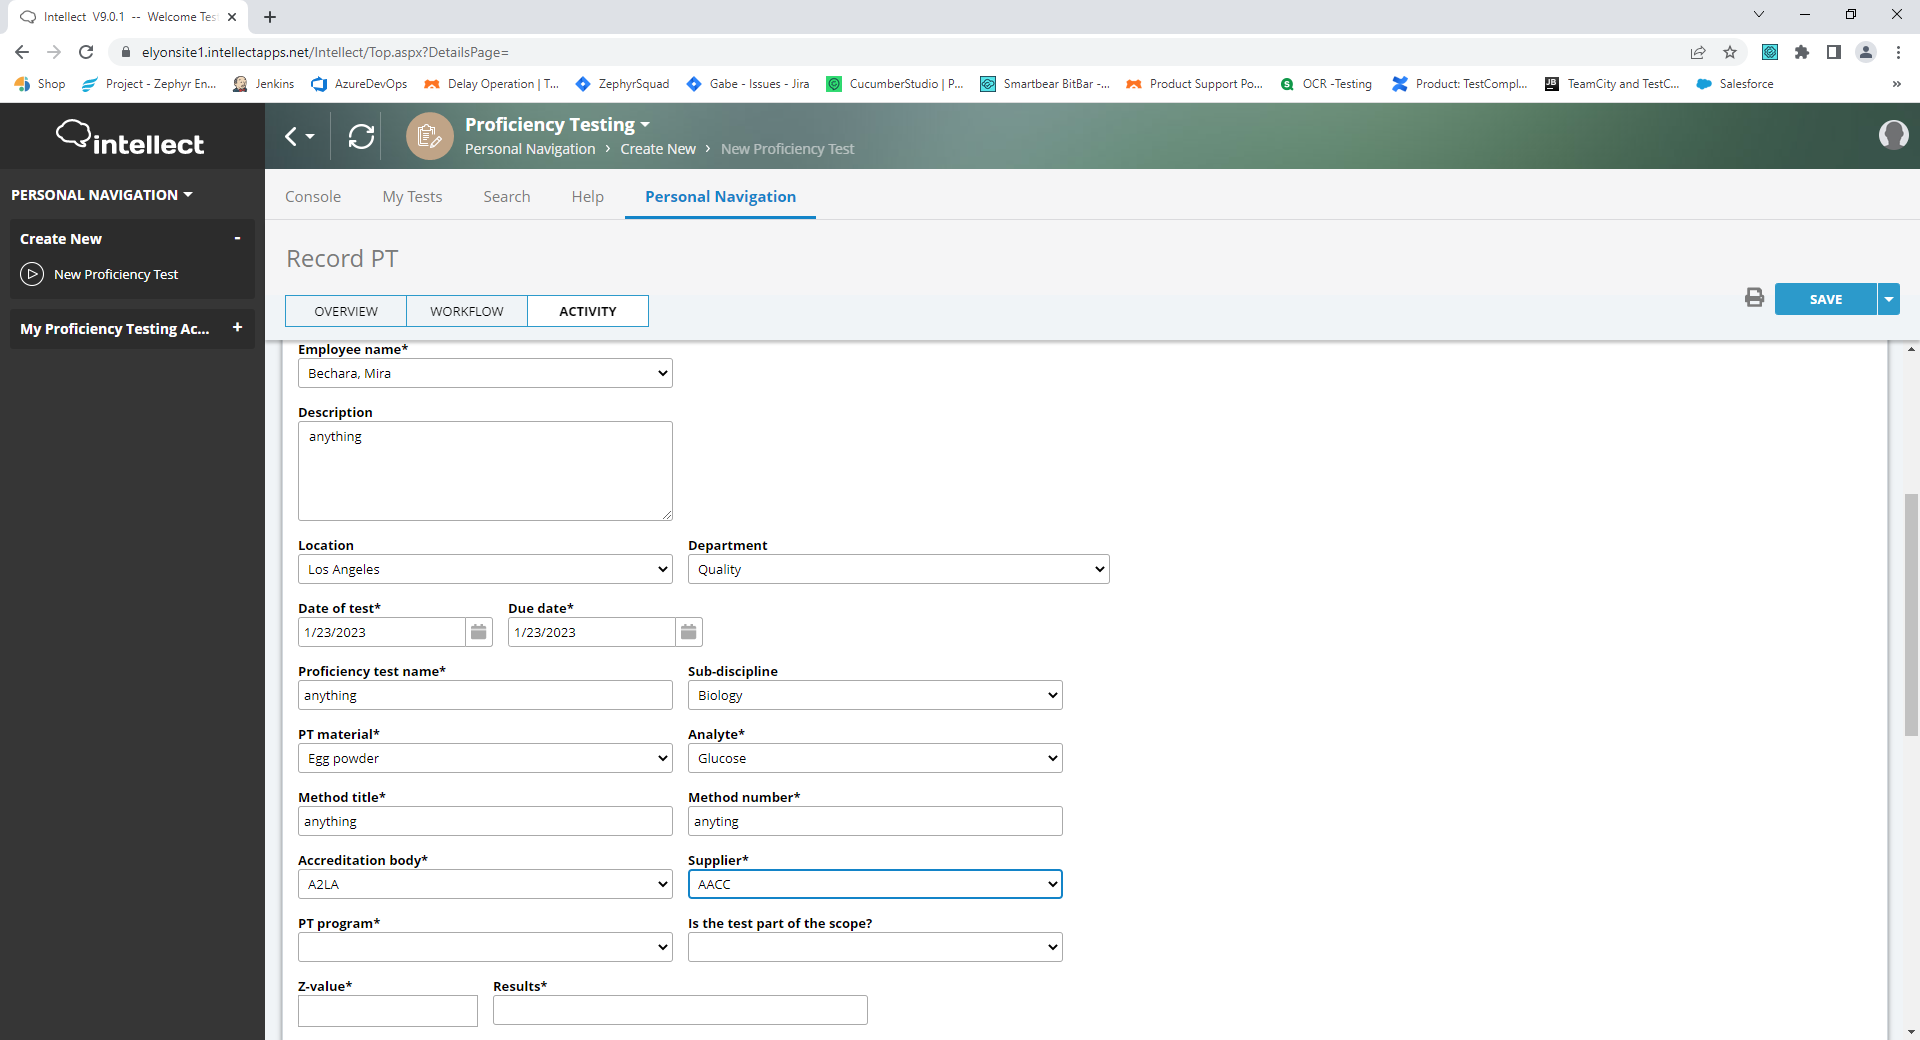 Intellect V9.0.1 -- Welcome Tes
elyonsite1.intellectapps.net/Intellect/Top.aspx?DetailsPage=
Shop
Project - Zephyr En...
Jenkins
AzureDevOps
Delay Operation | T...
ZephyrSquad
Gabe - Issues - Jira
CucumberStudio | P...
Smartbear BitBar -...
Product Support Po...
OCR -Testing
Product: TestCompl...
TeamCity and TestC...
Salesforce
»
intellect
Proficiency Testing
Personal Navigation › Create New › New Proficiency Test
PERSONAL NAVIGATION
Create New -
New Proficiency Test
My Proficiency Testing Ac... +
Console
My Tests
Search
Help
Personal Navigation
Record PT
OVERVIEW
WORKFLOW
ACTIVITY
SAVE
Employee name*
Bechara, Mira
Description
anything
Location
Los Angeles
Department
Quality
Date of test*
1/23/2023
Due date*
1/23/2023
Proficiency test name*
anything
Sub-discipline
Biology
PT material*
Egg powder
Analyte*
Glucose
Method title*
anything
Method number*
anyting
Accreditation body*
A2LA
Supplier*
AACC
PT program*
Is the test part of the scope?
Z-value*
Results*